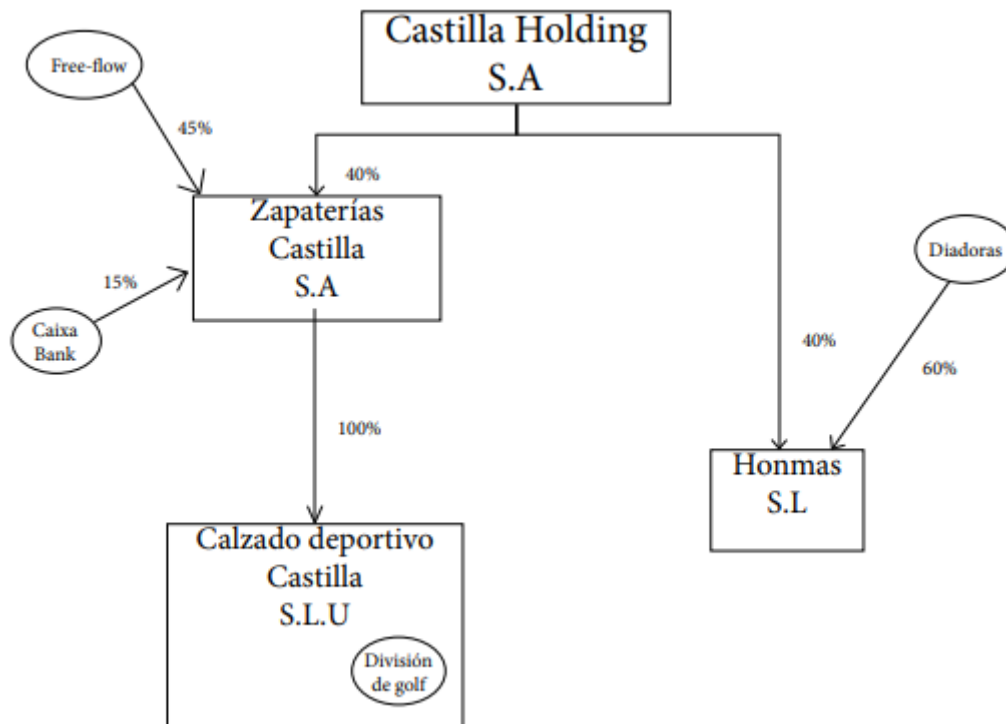 Castilla Holding
S.A
Free-flow
45%
40%
Zapaterías
Castilla
S.A
Diadoras
15%
Caixa
Bank
40%
60%
100%
Honmas
S.L
Calzado deportivo
Castilla
S.L.U
División
de golf